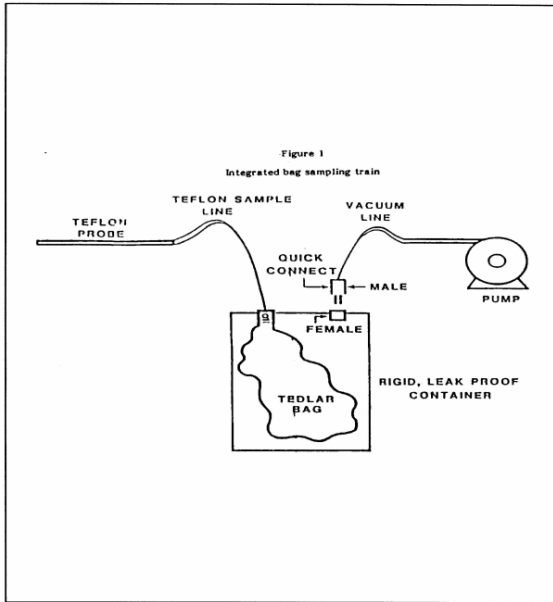 Figure 1
Integrated bag sampling train
TEFLON SAMPLE
LINE
VACUUM
LINE
TEFLON
PROBE
QUICK
CONNECT
MALE
PUMP
FEMALE
RIGID, LEAK PROOF
CONTAINER
TEDLAR
BAG